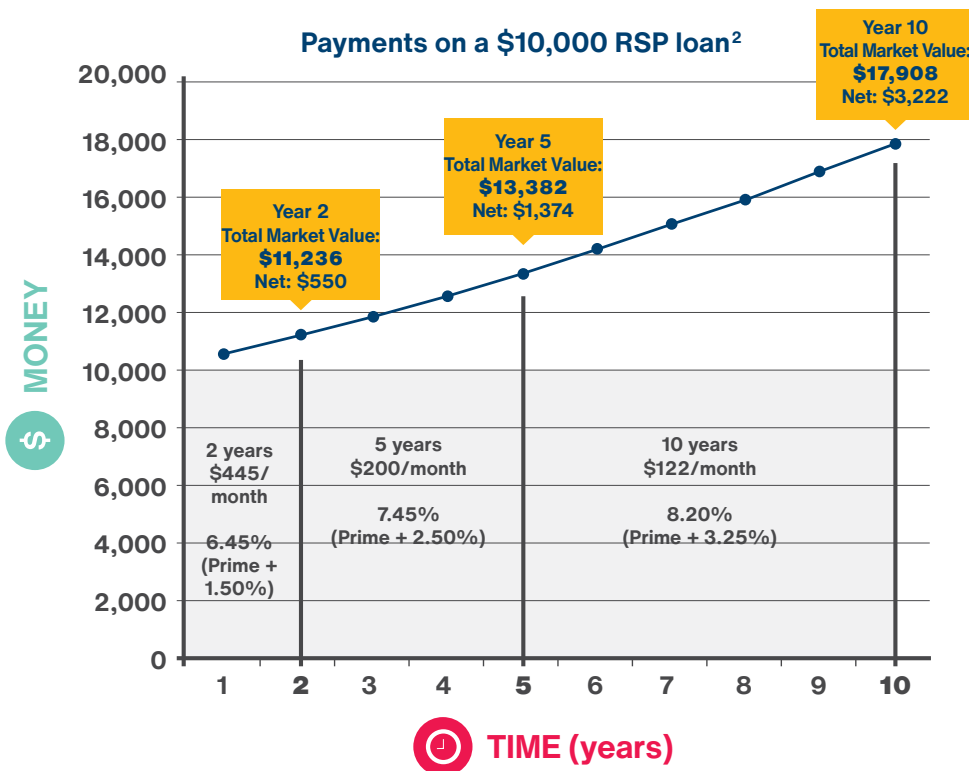 Payments on a $10,000 RSP loan2
Year 10
Total Market Value:
$17,908
Net: $3,222
Year 5
Total Market Value:
$13,382
Net: $1,374
Year 2
Total Market Value:
$11,236
Net: $550
$ MONEY
20,000
18,000
16,000
14,000
12,000
10,000
8,000
6,000
4,000
2,000
0
2 years
$445/
month
6.45%
(Prime +
1.50%)
5 years
$200/month
7.45%
(Prime + 2.50%)
10 years
$122/month
8.20%
(Prime + 3.25%)
1 2 3 4 5 6 7 8 9 10
TIME (years)